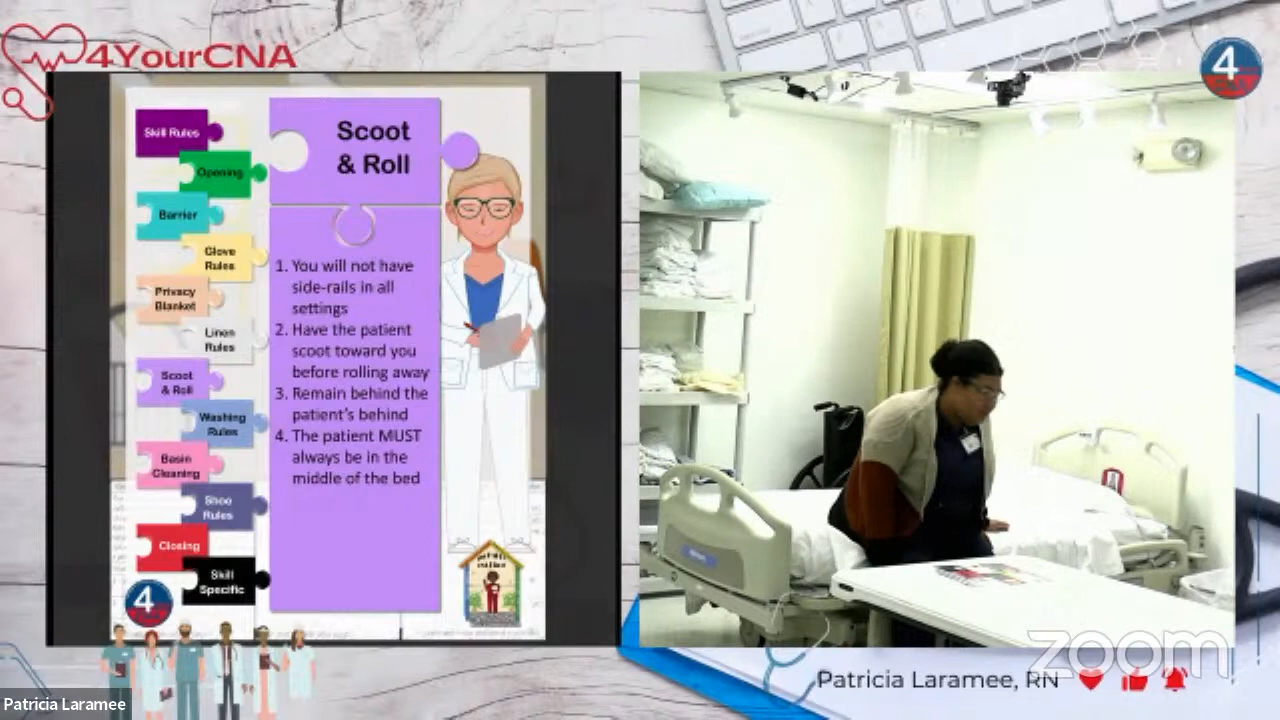 4YourCNA
4
Skill Rules
Opening
Barrier
Glove
Rules
Privacy
Blanket
Linen
Rules
Scoot
& Roll
Washing
Rules
Basin
Cleaning
Shoe
Rules
Closing
Skill
Specific
4
Scoot
& Roll
1. You will not have
side-rails in all
settings
2. Have the patient
scoot toward you
before rolling away
3. Remain behind the
patient's behind
4. The patient MUST
always be in the
middle of the bed
zoom
Patricia Laramee, RN
Patricia Laramee